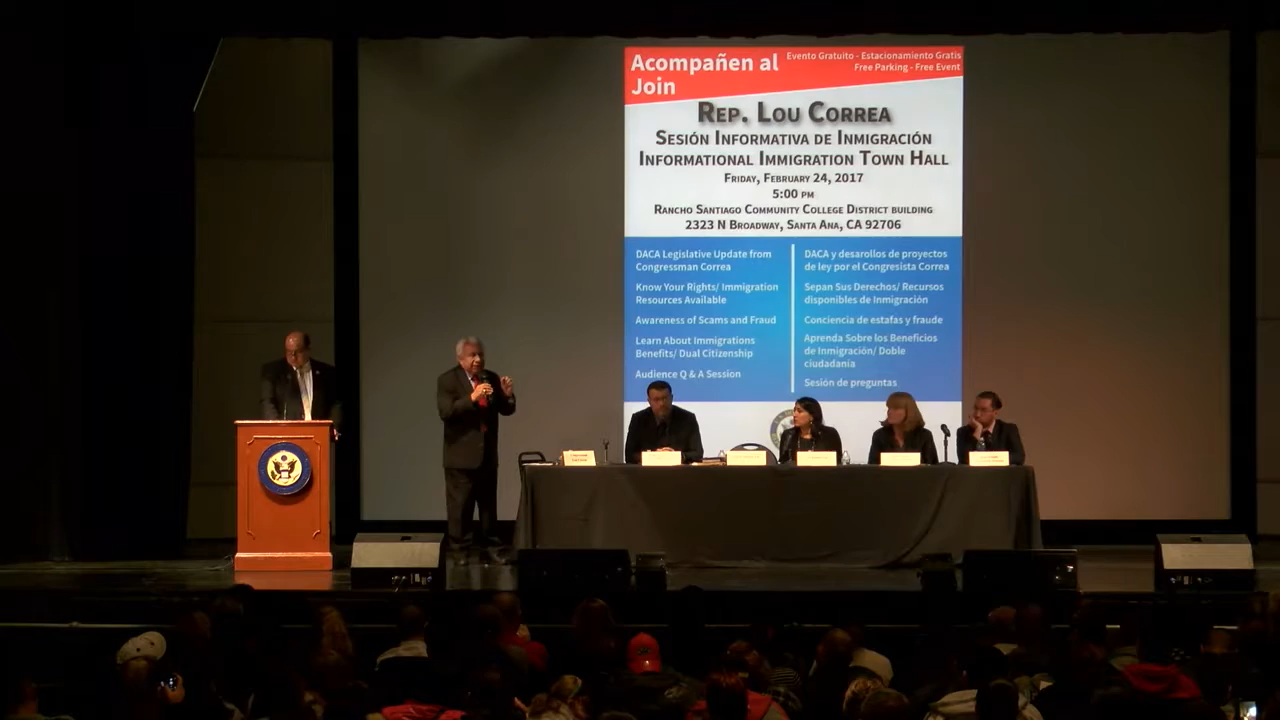 Acompañen al
Join
Evento Gratuito - Estacionamiento Gratis
Free Parking - Free Event
Rep. Lou Correa
Sesión Informativa de Inmigración
Informational Immigration Town Hall
Friday, February 24, 2017
5:00 pm
Rancho Santiago Community College District building
2323 N Broadway, Santa Ana, CA 92706
DACA Legislative Update from
Congressman Correa
Know Your Rights/ Immigration
Resources Available
Awareness of Scams and Fraud
Learn About Immigrations
Benefits/ Dual Citizenship
Audience Q & A Session
DACA y desarollos de proyectos
de ley por el Congresista Correa
Sepan Sus Derechos/ Recursos
disponibles de Inmigración
Conciencia de estafas y fraude
Aprenda Sobre los Beneficios
de Inmigración/ Doble
ciudadania
Sesión de preguntas